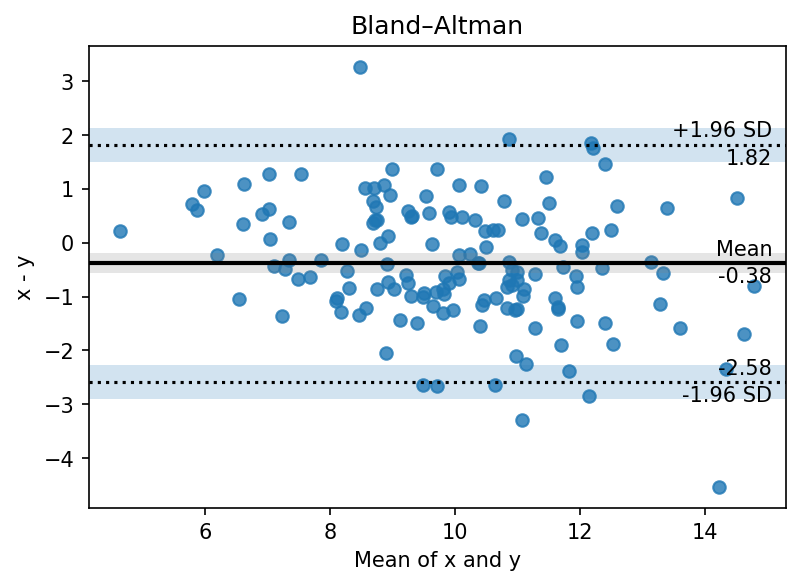 Bland–Altman
3
2
1
0
−1
−2
−3
−4
x - y
+1.96 SD
1.82
Mean
-0.38
-2.58
-1.96 SD
6
8
10
12
14
Mean of x and y